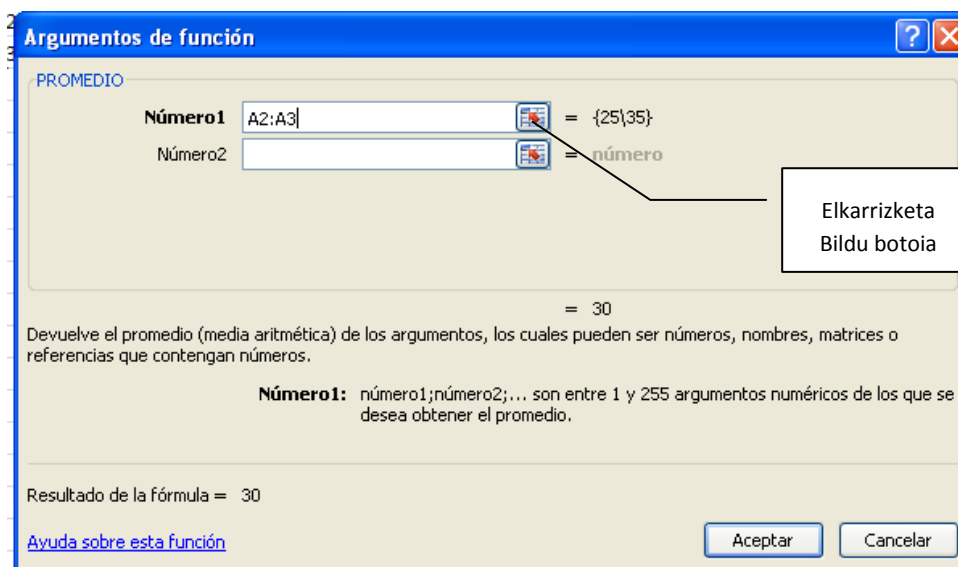 2
3
Argumentos de función
PROMEDIO
Número1 A2:A3 = {25\35}
Número2 = número
Elkarrizketa
Bildu botoia
= 30
Devuelve el promedio (media aritmética) de los argumentos, los cuales pueden ser números, nombres, matrices o
referencias que contengan números.
Número1: número1;número2;... son entre 1 y 255 argumentos numéricos de los que se
desea obtener el promedio.
Resultado de la fórmula = 30
Ayuda sobre esta función
Aceptar Cancelar